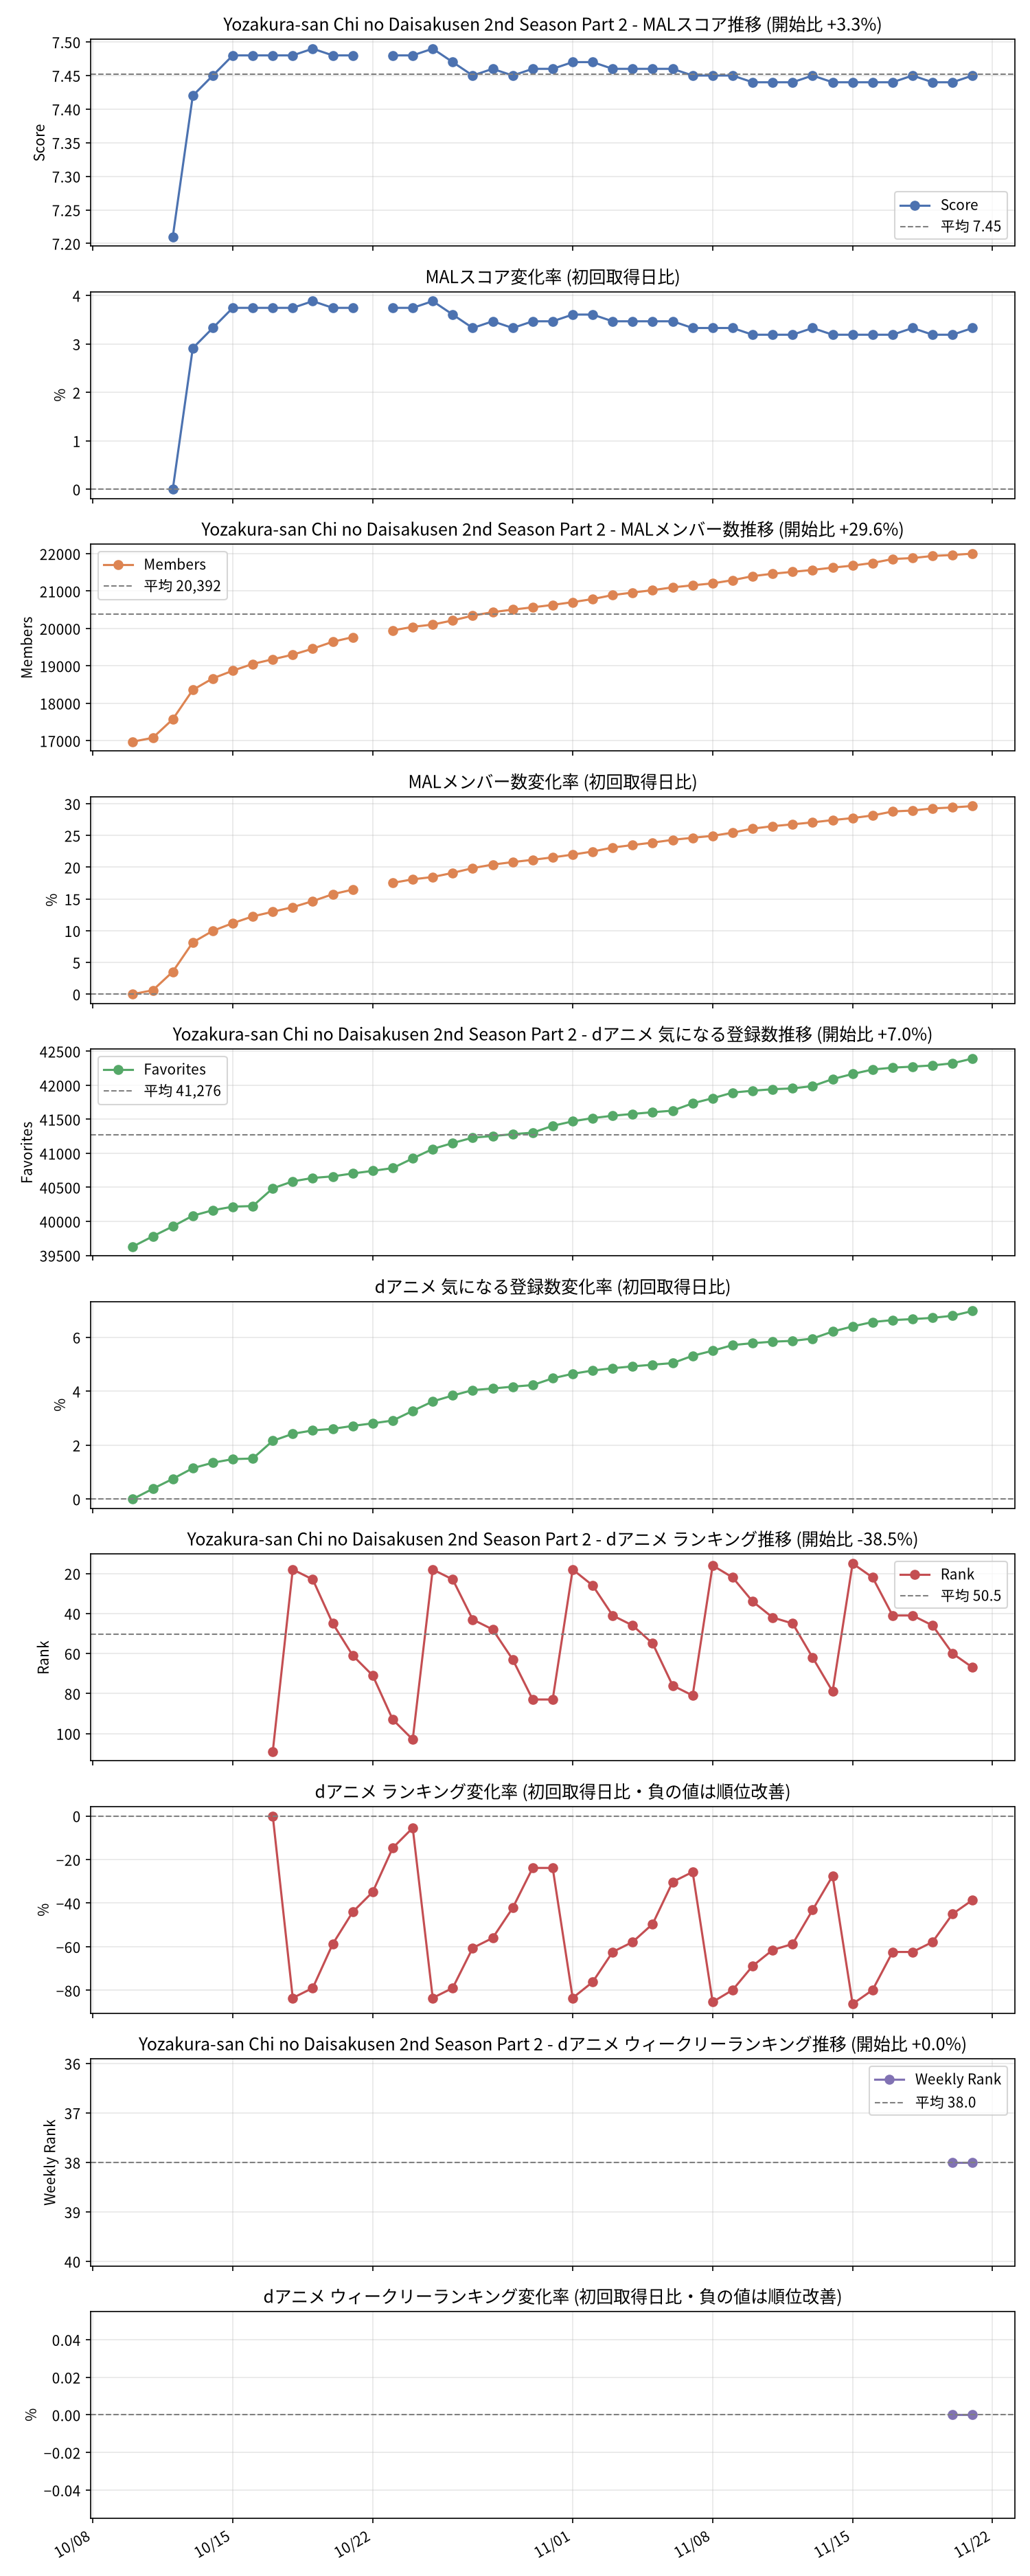 Yozakura-san Chi no Daisakusen 2nd Season Part 2 - MALスコア推移 (開始比 +3.3%)
7.50
7.45
7.40
7.35
7.30
7.25
7.20
Score
Score
平均 7.45
MALスコア変化率 (初回取得日比)
4
3
2
1
0
%
Yozakura-san Chi no Daisakusen 2nd Season Part 2 - MALメンバー数推移 (開始比 +29.6%)
22000
21000
20000
19000
18000
17000
Members
Members
平均 20,392
MALメンバー数変化率 (初回取得日比)
30
25
20
15
10
5
0
%
Yozakura-san Chi no Daisakusen 2nd Season Part 2 - dアニメ 気になる登録数推移 (開始比 +7.0%)
42500
42000
41500
41000
40500
40000
39500
Favorites
Favorites
平均 41,276
dアニメ 気になる登録数変化率 (初回取得日比)
6
4
2
0
%
Yozakura-san Chi no Daisakusen 2nd Season Part 2 - dアニメ ランキング推移 (開始比 -38.5%)
20
40
60
80
100
Rank
Rank
平均 50.5
dアニメ ランキング変化率 (初回取得日比・負の値は順位改善)
0
−20
−40
−60
−80
%
Yozakura-san Chi no Daisakusen 2nd Season Part 2 - dアニメ ウィークリーランキング推移 (開始比 +0.0%)
36
37
38
39
40
Weekly Rank
Weekly Rank
平均 38.0
dアニメ ウィークリーランキング変化率 (初回取得日比・負の値は順位改善)
0.04
0.02
0.00
−0.02
−0.04
%
10/08
10/15
10/22
11/01
11/08
11/15
11/22